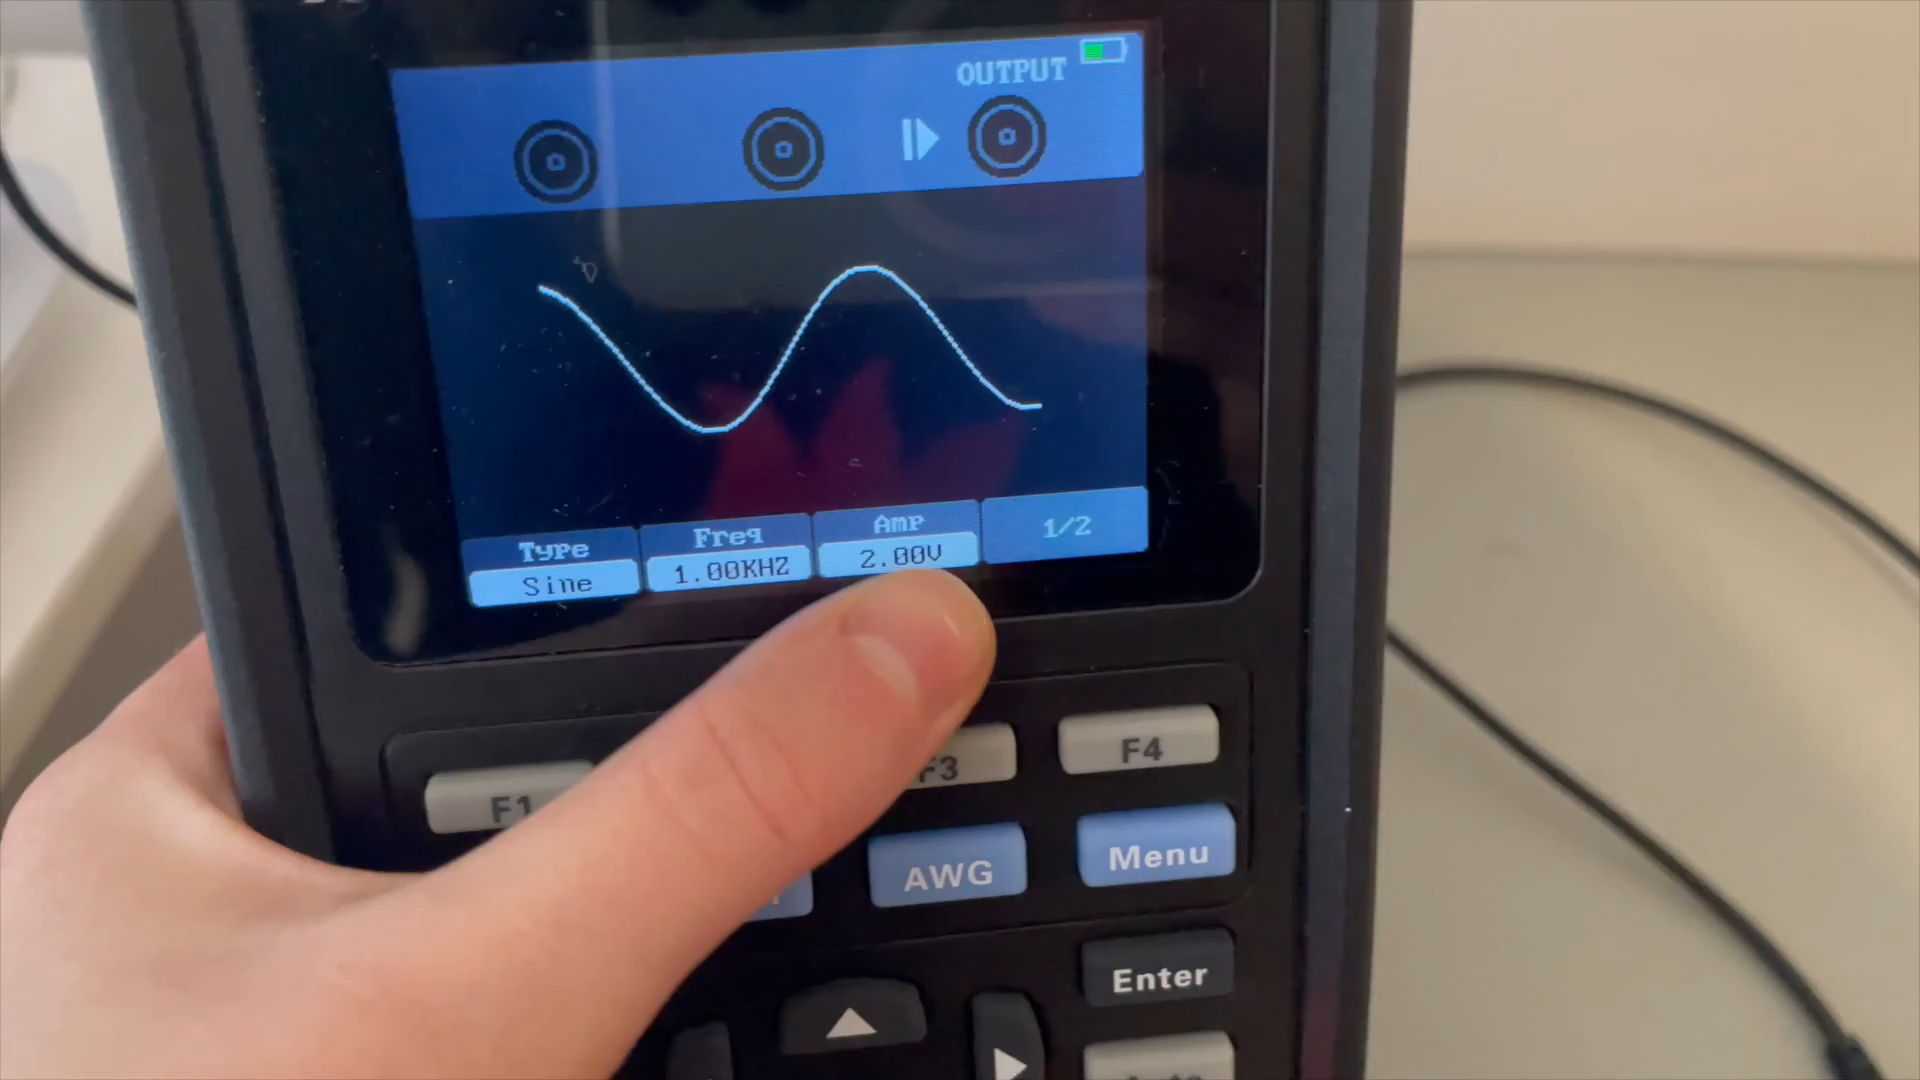 OUTPUT
Type
Freq
Amp
1/2
Sine
1.00KHZ
2.00V
F1
F3
F4
AWG
Menu
Enter